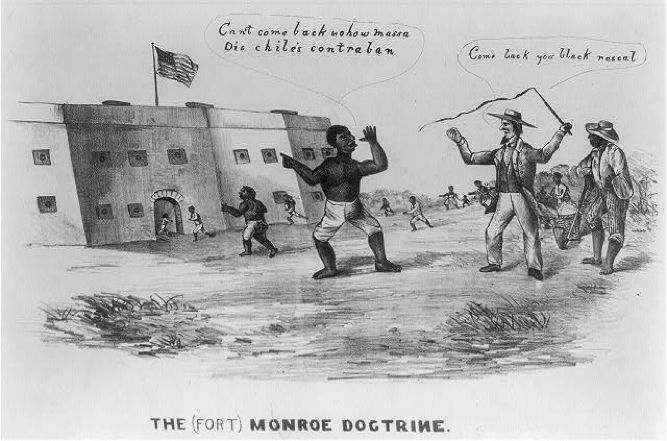 Can't come back nohow massa
Dis chile's contraban
Come back you black rascal
THE (FORT) MONROE DOCTRINE.